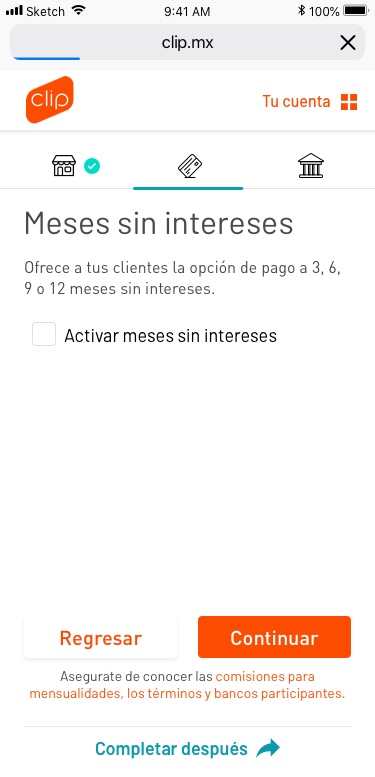 Sketch 9:41 AM 100%
clip.mx
clip Tu cuenta
Meses sin intereses
Ofrece a tus clientes la opción de pago a 3, 6,
9 o 12 meses sin intereses.
Activar meses sin intereses
Regresar Continuar
Asegurate de conocer las comisiones para
mensualidades, los términos y bancos participantes.
Completar después